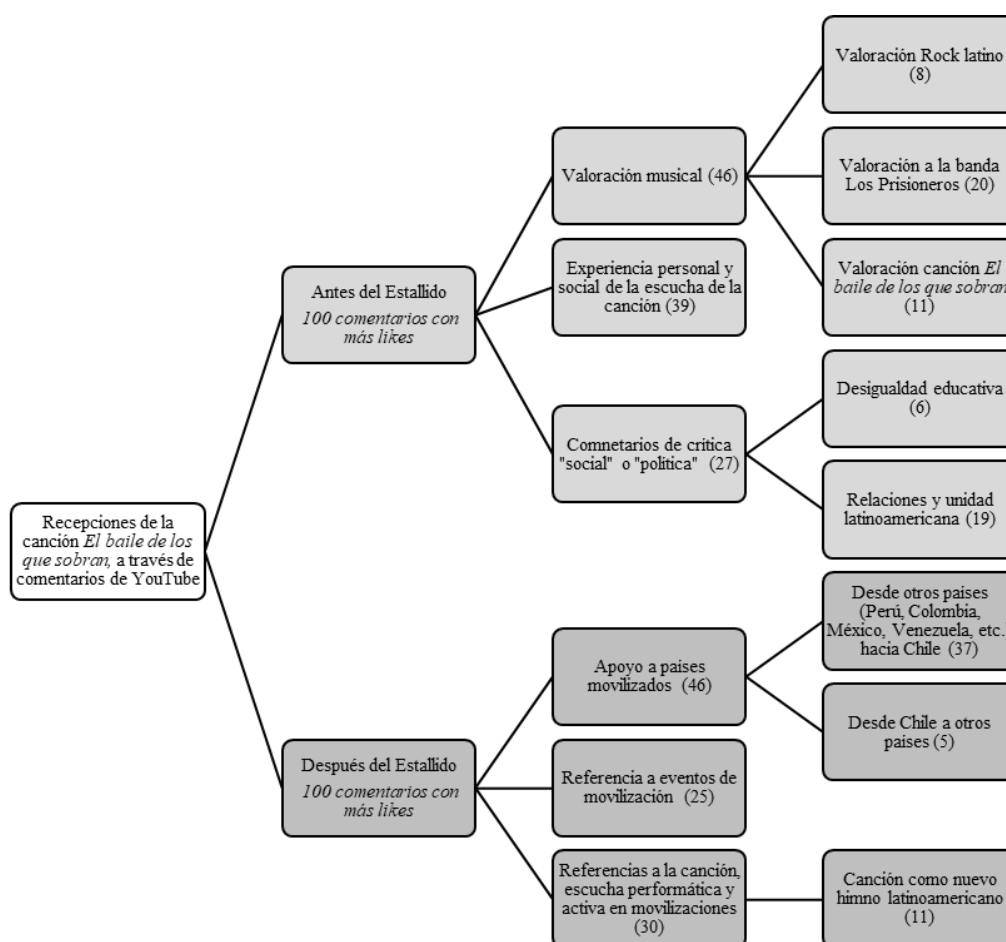 Recepciones de la
canción El baile de los
que sobran, a través de
comentarios de YouTube
Antes del Estallido
100 comentarios con
más likes
Valoración musical (46)
Valoración Rock latino
(8)
Valoración a la banda
Los Prisioneros (20)
Valoración canción El
baile de los que sobran
(11)
Experiencia personal y
social de la escucha de la
canción (39)
Comnetarios de crítica
"social" o "política" (27)
Desigualdad educativa
(6)
Relaciones y unidad
latinoamericana (19)
Después del Estallido
100 comentarios con
más likes
Apoyo a países
movilizados (46)
Desde otros países
(Perú, Colombia,
México, Venezuela, etc.)
hacia Chile (37)
Desde Chile a otros
países (5)
Referencia a eventos de
movilización (25)
Referencias a la canción,
escucha performática y
activa en movilizaciones
(30)
Canción como nuevo
himno latinoamericano
(11)